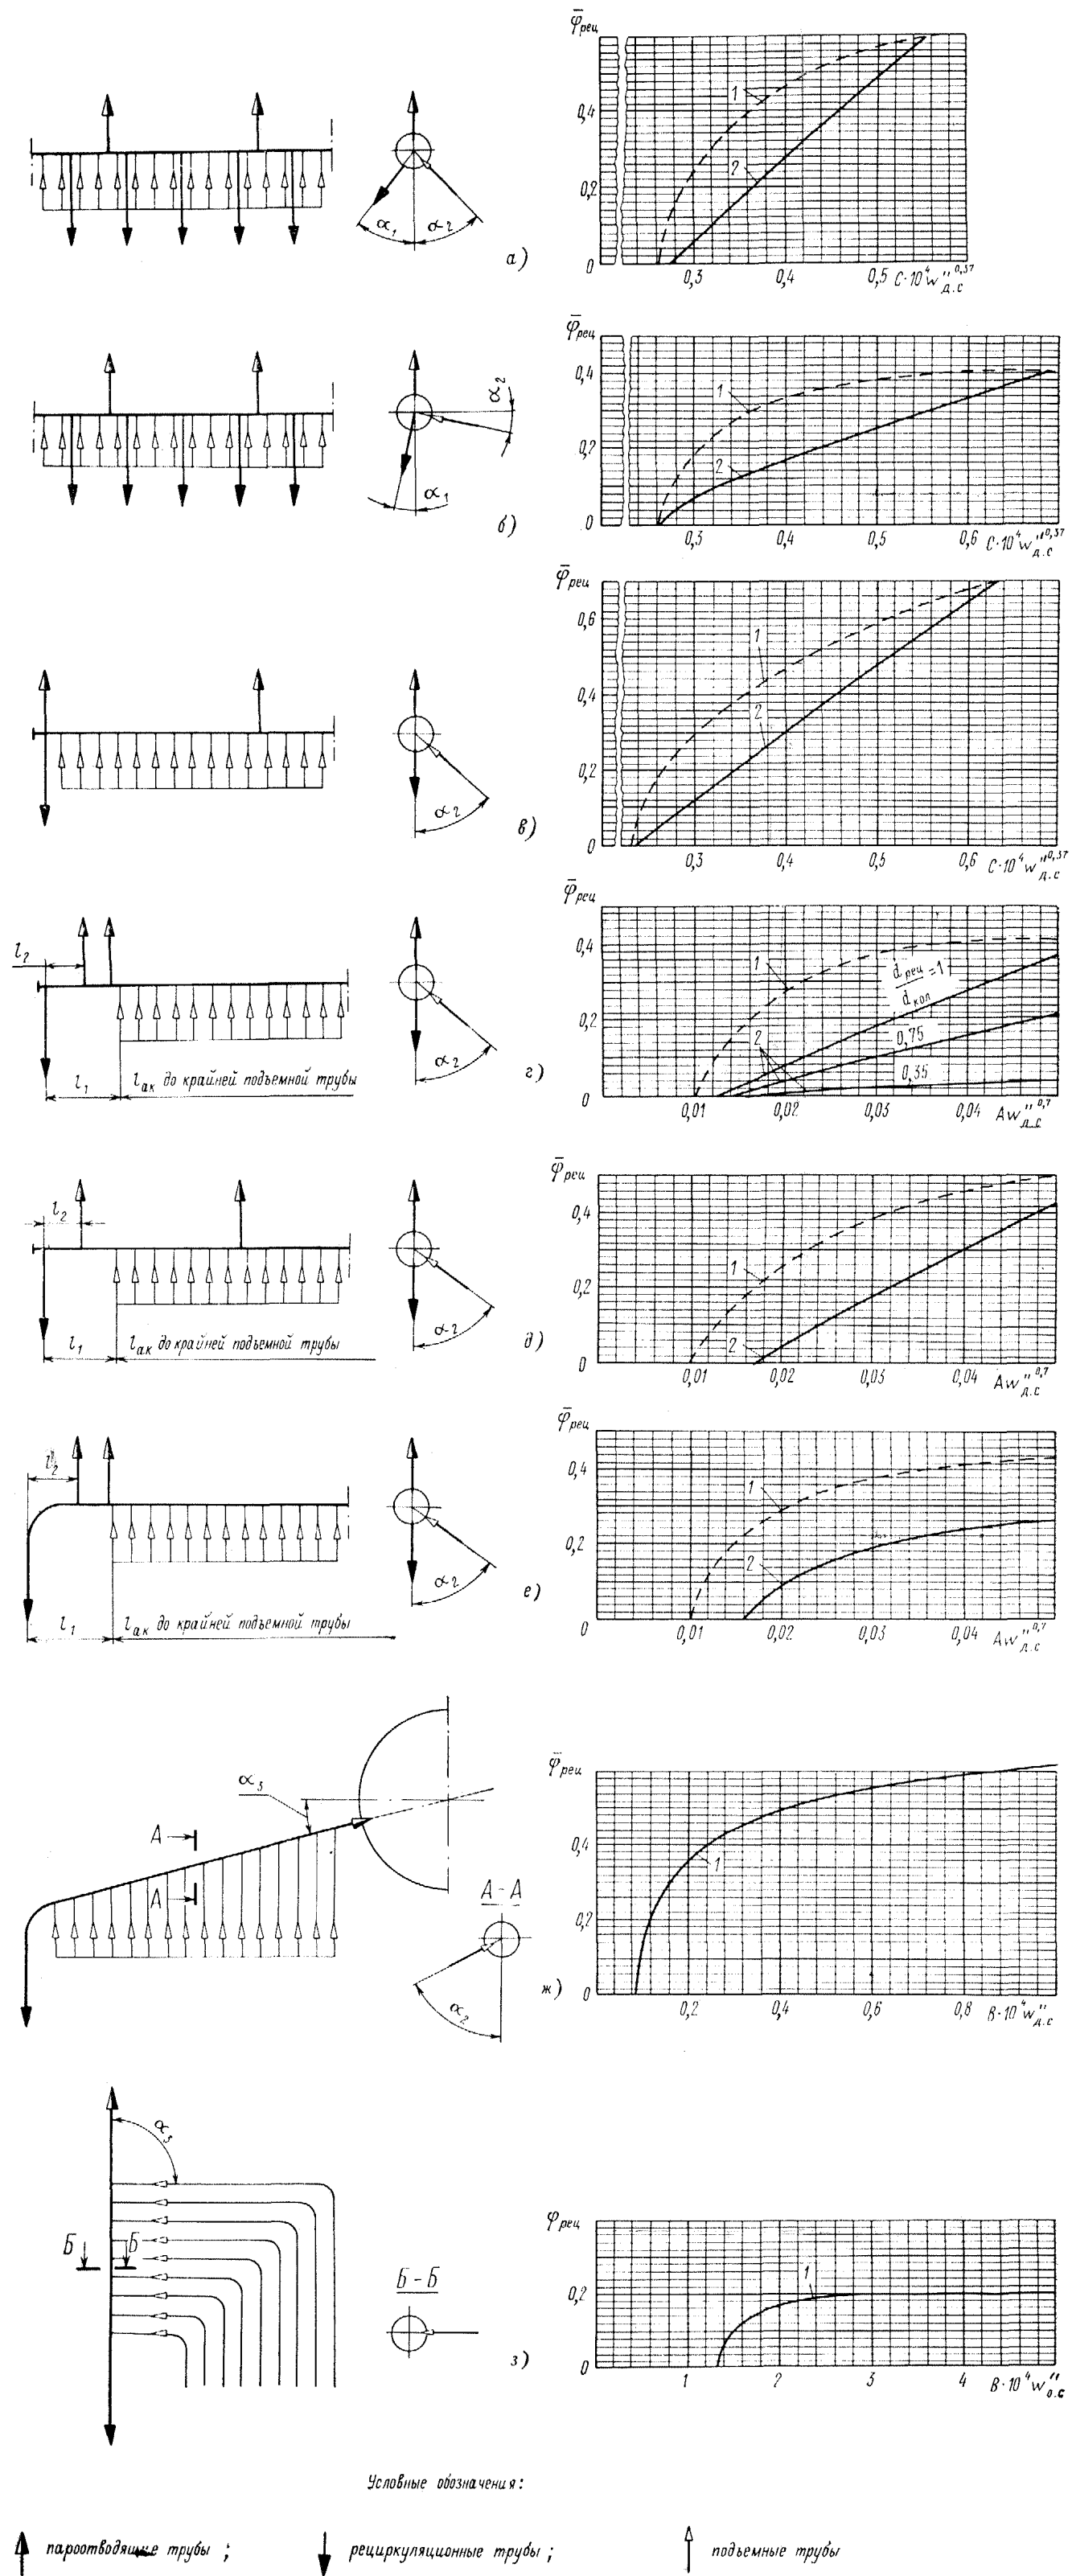 φ̄рец
0,4
0,2
0
1
2
0,3 0,4 0,5 C·10⁴w″⁰,³⁷д.с
α₁ α₂
а)
φ̄рец
0,4
0,2
0
1
2
0,3 0,4 0,5 0,6 C·10⁴w″⁰,³⁷д.с
α₂
α₁
б)
φ̄рец
0,6
0,4
0,2
0
1
2
0,3 0,4 0,5 0,6 C·10⁴w″⁰,³⁷д.с
α₂
в)
φ̄рец
0,4
0,2
0
1
2
dрец/dкол =1
0,75
0,35
0,01 0,02 0,03 0,04 Aw″⁰,⁷д.с
l₂
l₁ lак до крайней подъемной трубы
α₂
г)
φ̄рец
0,4
0,2
0
1
2
0,01 0,02 0,03 0,04 Aw″⁰,⁷д.с
l₂
l₁ lак до крайней подъемной трубы
α₂
д)
φ̄рец
0,4
0,2
0
1
2
0,01 0,02 0,03 0,04 Aw″⁰,⁷д.с
l₂
l₁ lак до крайней подъемной трубы
α₂
е)
φ̄рец
0,4
0,2
0
1
0,2 0,4 0,6 0,8 B·10⁴w″д.с
α₃
А
А
А-А
α₂
ж)
φрец
0,2
0
1
1 2 3 4 B·10⁴w″о.с
α₃
Б Б
Б-Б
з)
Условные обозначения:
пароотводящие трубы ; рециркуляционные трубы ; подъемные трубы